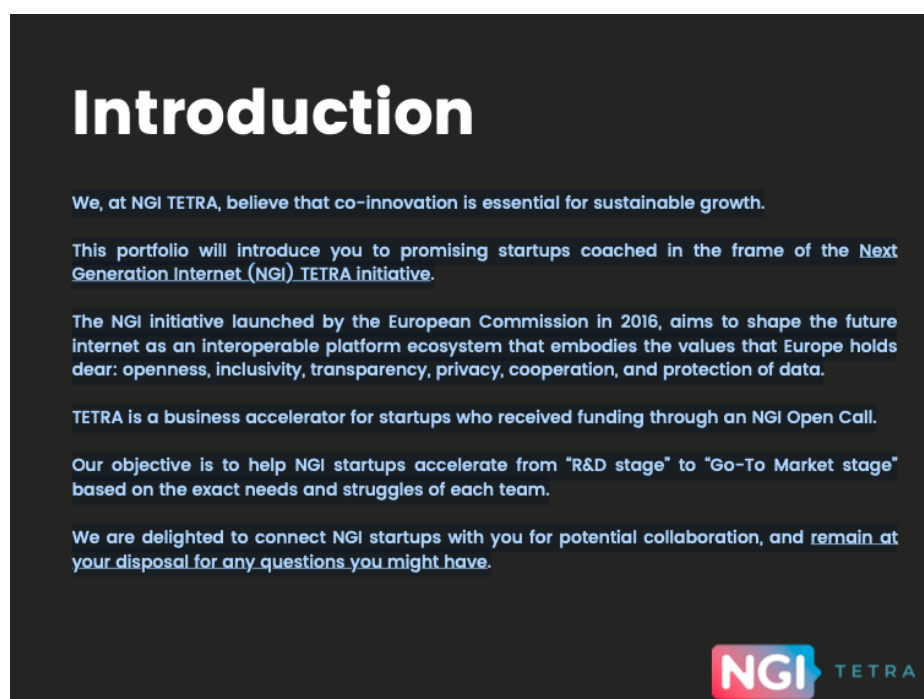 Introduction
We, at NGI TETRA, believe that co-innovation is essential for sustainable growth.
This portfolio will introduce you to promising startups coached in the frame of the Next
Generation Internet (NGI) TETRA initiative.
The NGI initiative launched by the European Commission in 2016, aims to shape the future
internet as an interoperable platform ecosystem that embodies the values that Europe holds
dear: openness, inclusivity, transparency, privacy, cooperation, and protection of data.
TETRA is a business accelerator for startups who received funding through an NGI Open Call.
Our objective is to help NGI startups accelerate from “R&D stage” to “Go-To Market stage”
based on the exact needs and struggles of each team.
We are delighted to connect NGI startups with you for potential collaboration, and remain at
your disposal for any questions you might have.
NGI TETRA